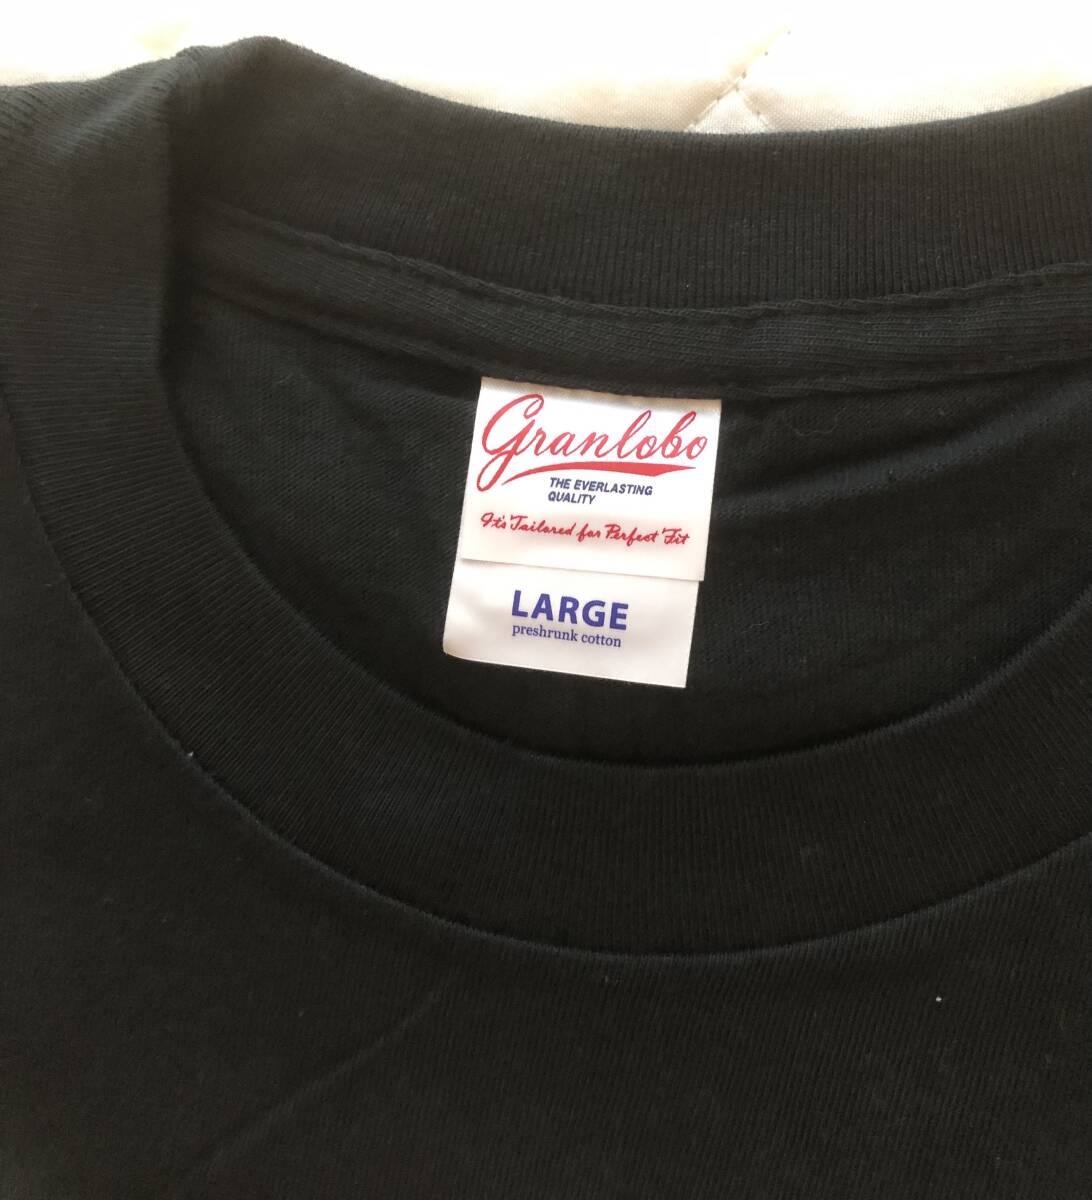 Granlobo
THE EVERLASTING
QUALITY
It's Tailored for Perfect Fit
LARGE
preshrunk cotton